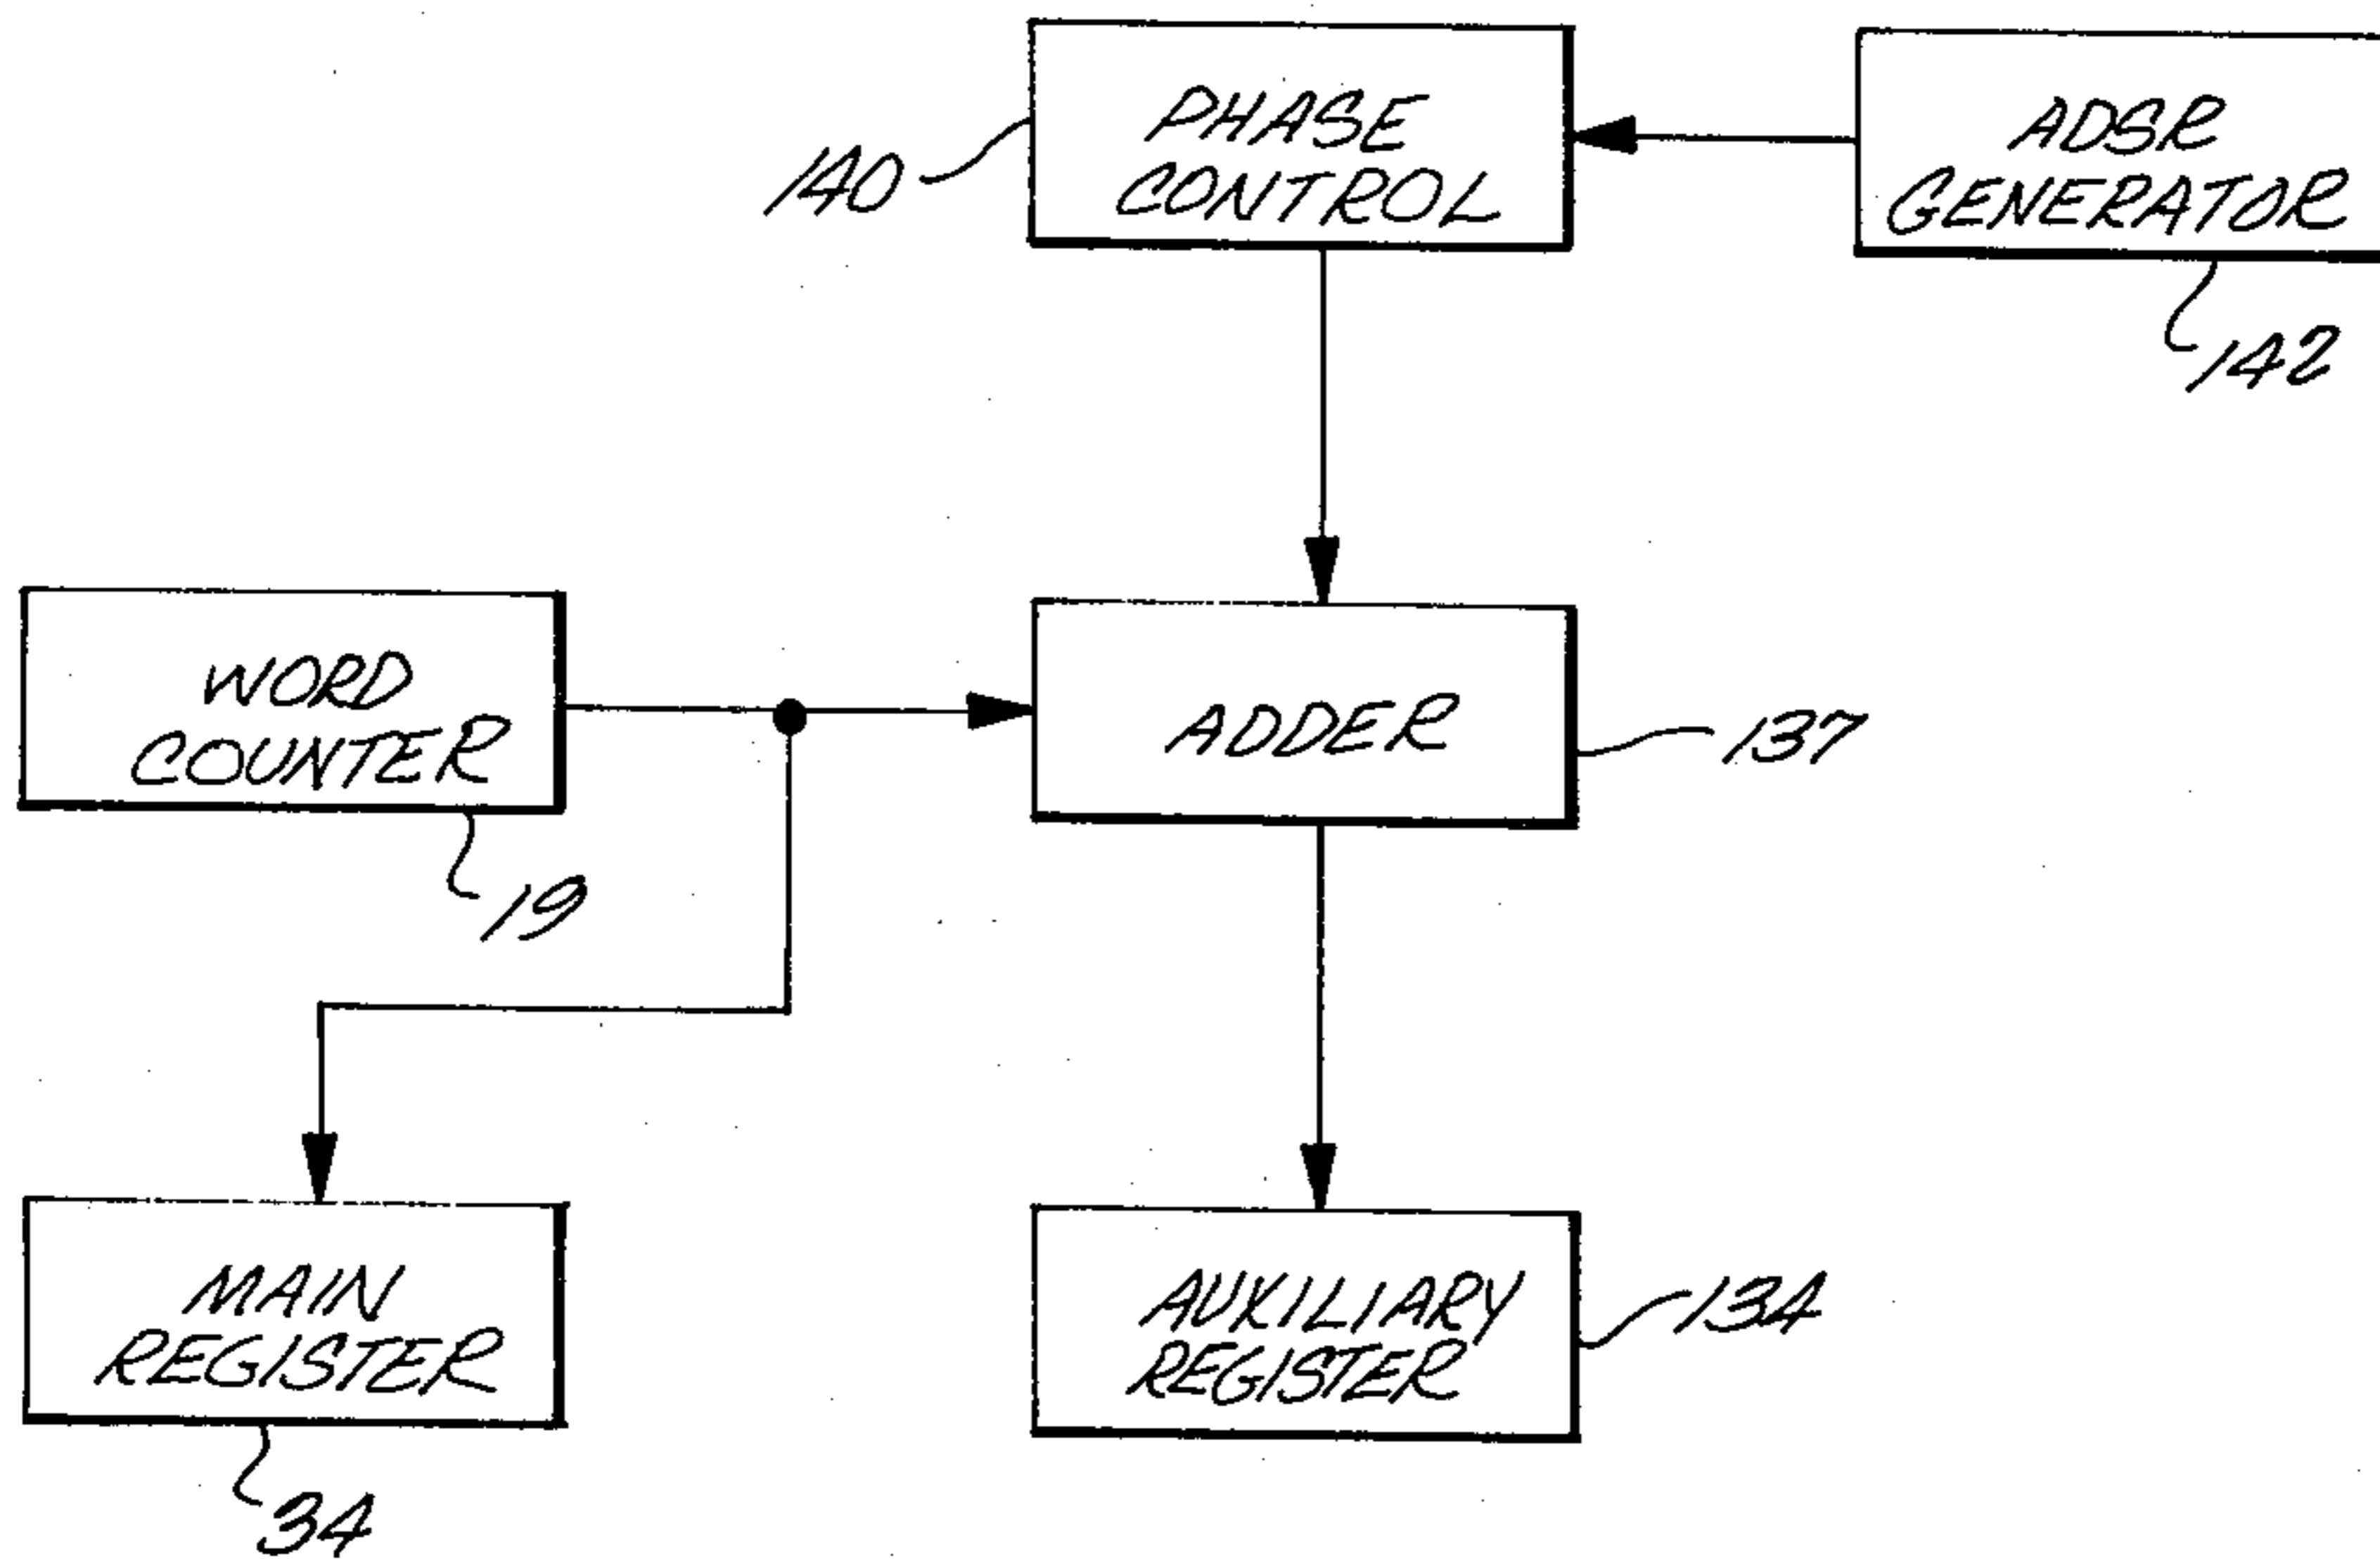 PHASE
CONTROL
140
ADSR
GENERATOR
142
WORD
COUNTER
19
ADDER
137
MAIN
REGISTER
34
AUXILIARY
REGISTER
134